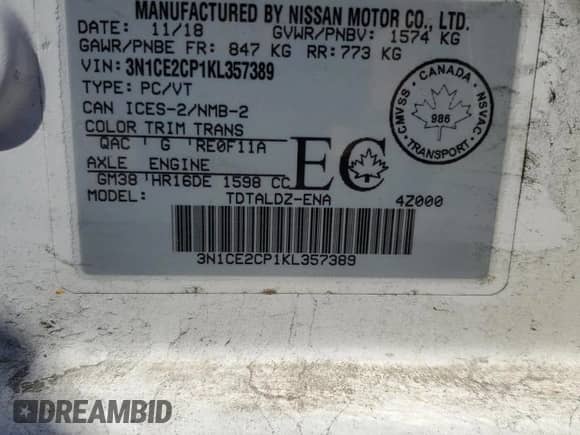 MANUFACTURED BY NISSAN MOTOR CO., LTD.
DATE: 11/18 GVWR/PNBV: 1574 KG
GAWR/PNBE FR: 847 KG RR: 773 KG
VIN: 3N1CE2CP1KL357389
TYPE: PC/VT
CAN ICES-2/NMB-2
COLOR TRIM TRANS
QAC G RE0F11A
AXLE ENGINE
GM38 HR16DE 1598 CC
MODEL: TDTALDZ-ENA 4Z000
EC
CANADA
CMVSS NSVAC
986
TRANSPORT
3N1CE2CP1KL357389
DREAMBID